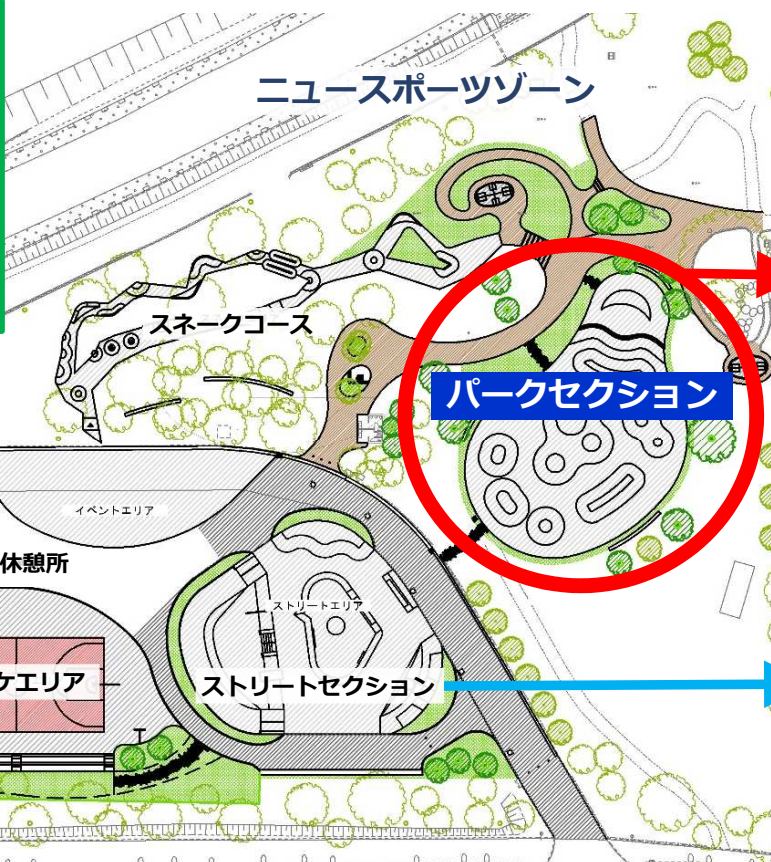 ニュースポーツゾーン
スネークコース
パークセクション
イベントエリア
休憩所
ストリートエリア
ケエリア
ストリートセクション